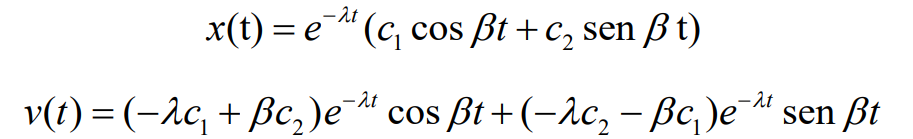 x(t) = e^{-λt}(c₁ cos βt + c₂ sen β t)
v(t) = (-λc₁ + βc₂)e^{-λt} cos βt + (-λc₂ - βc₁)e^{-λt} sen βt